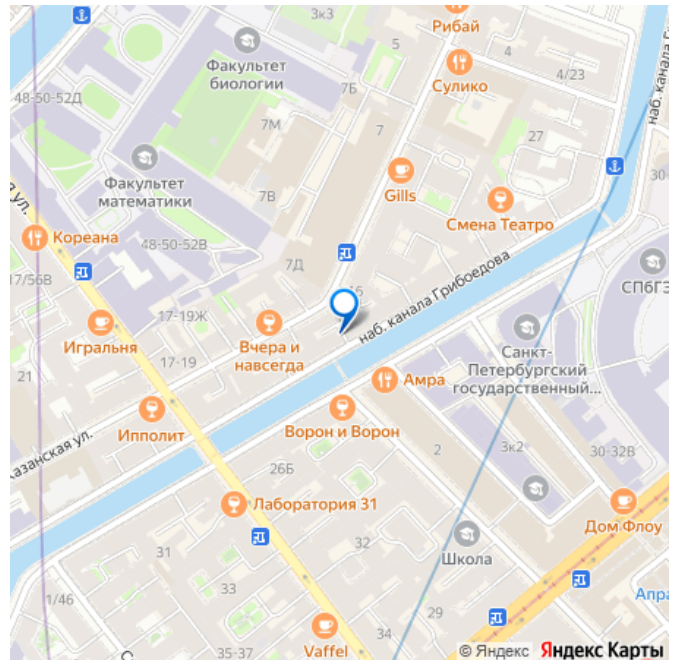 3к3
Рибай
5
4
4/23
наб. канала Г
Факультет
биологии
Сулико
48-50-52Д
7Б
27
7М
7
Факультет
математики
Gills
30-
7В
Смена Театро
ул.
Кореана
48-50-52В
7Д
наб. канала Грибоедова
СПбГЭ
17/56В
17-19Ж
Вчера и
навсегда
Игральня
Санкт-
Петербургский
государственный...
17-19
21
Амра
Ипполит
Ворон и Ворон
Казанская ул.
2
3к2
30-32В
26Б
Лаборатория 31
Дом Флоу
31
32
Школа
33
Апра
1/46
29
34
35-37
Vaffel
© Яндекс Яндекс Карты